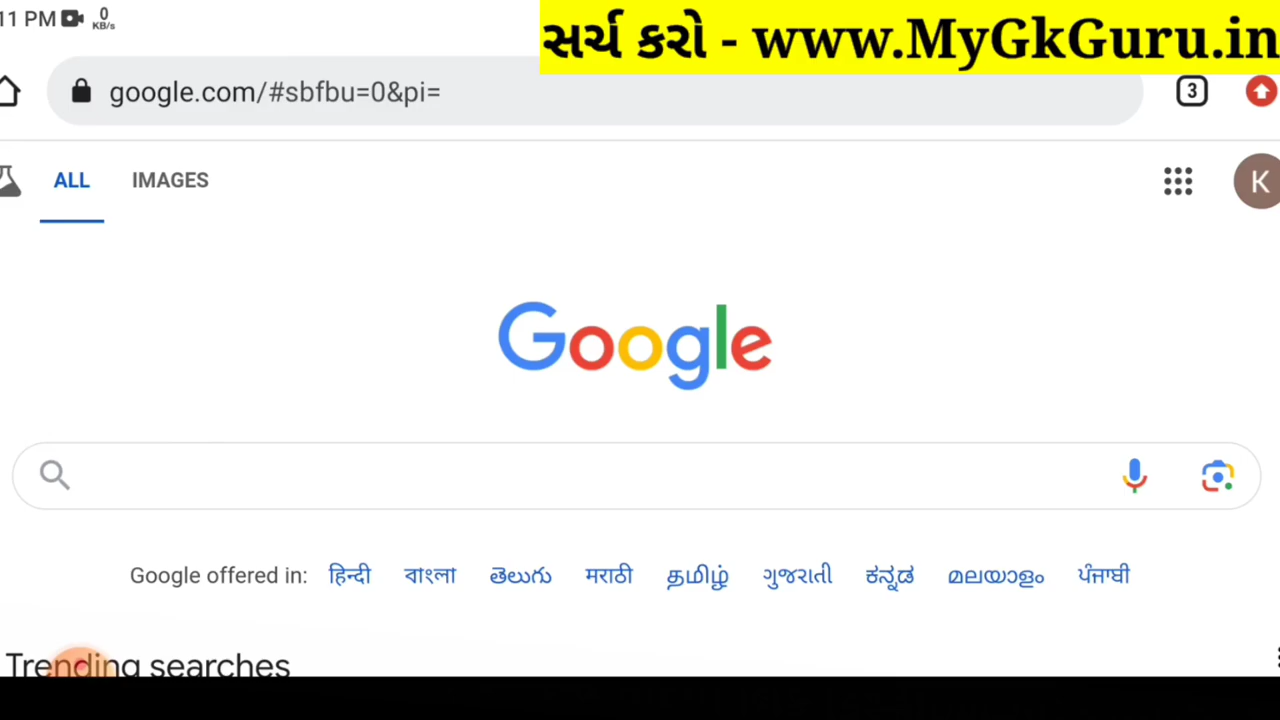 11 PM 0 KB/s
સર્ચ કરો - www.MyGkGuru.in
google.com/#sbfbu=0&pi=
3
ALL IMAGES
K
Google
Google offered in: हिन्दी বাংলা తెలుగు मराठी தமிழ் ગુજરાતી ಕನ್ನಡ മലയാളം ਪੰਜਾਬੀ
Trending searches